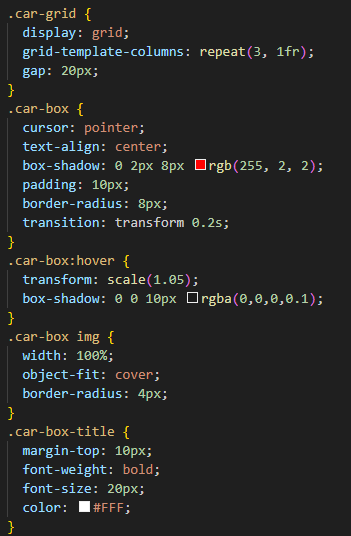 .car-grid {
  display: grid;
  grid-template-columns: repeat(3, 1fr);
  gap: 20px;
}
.car-box {
  cursor: pointer;
  text-align: center;
  box-shadow: 0 2px 8px rgb(255, 2, 2);
  padding: 10px;
  border-radius: 8px;
  transition: transform 0.2s;
}
.car-box:hover {
  transform: scale(1.05);
  box-shadow: 0 0 10px rgba(0,0,0,0.1);
}
.car-box img {
  width: 100%;
  object-fit: cover;
  border-radius: 4px;
}
.car-box-title {
  margin-top: 10px;
  font-weight: bold;
  font-size: 20px;
  color: #FFF;
}